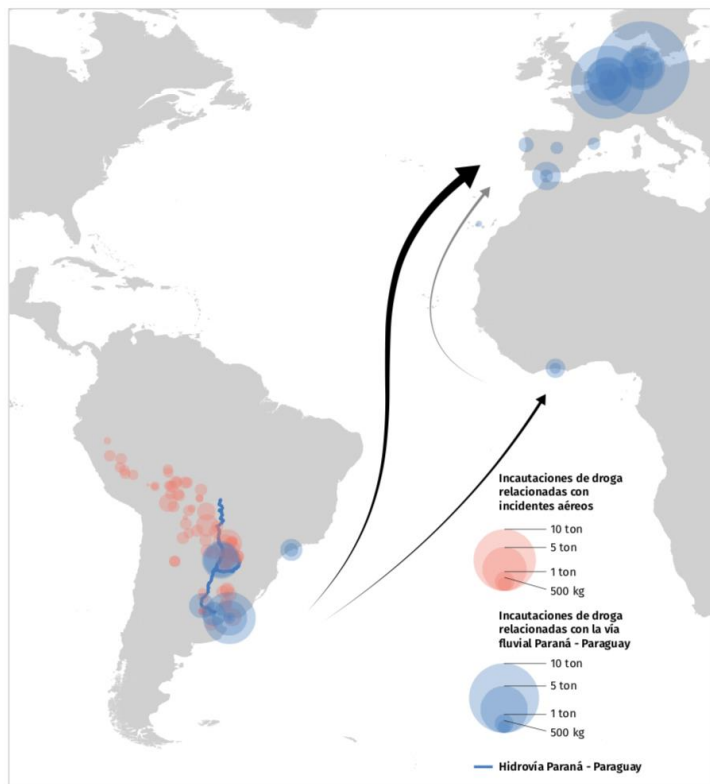 Incautaciones de droga
relacionadas con
incidentes aéreos
10 ton
5 ton
1 ton
500 kg
Incautaciones de droga
relacionadas con la vía
fluvial Paraná - Paraguay
10 ton
5 ton
1 ton
500 kg
Hidrovía Paraná - Paraguay